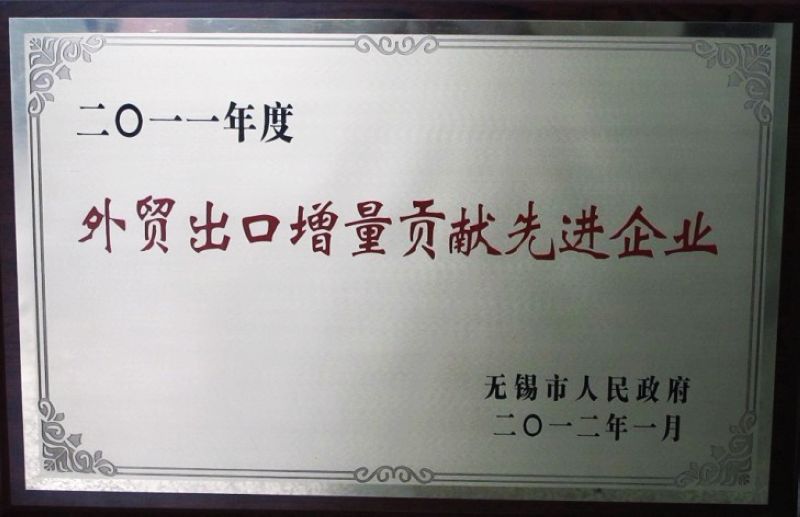 二〇一一年度
外贸出口增量贡献先进企业
无锡市人民政府
二〇一二年一月